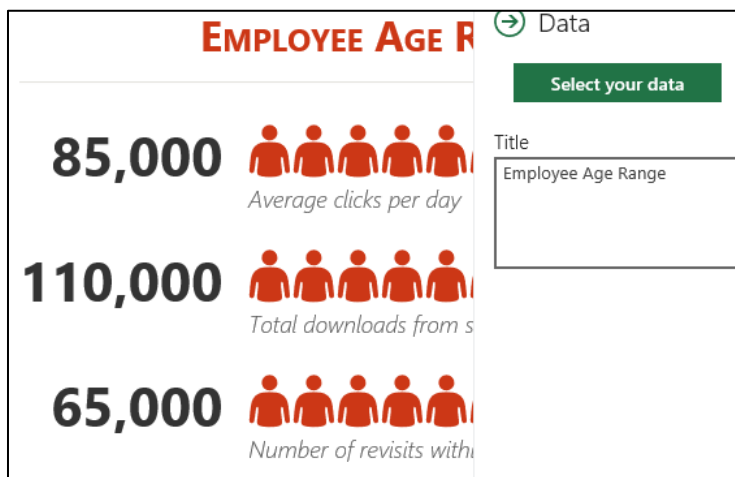 EMPLOYEE AGE R
85,000
Average clicks per day
110,000
Total downloads from s
65,000
Number of revisits withi
Data
Select your data
Title
Employee Age Range